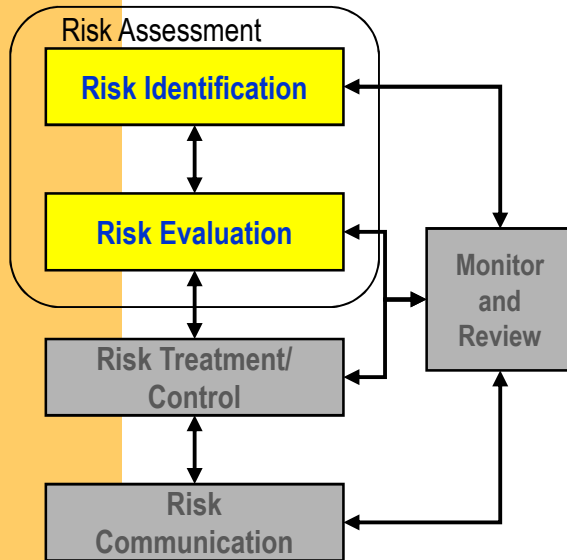 Risk Assessment
Risk Identification
Risk Evaluation
Monitor
and
Review
Risk Treatment/
Control
Risk
Communication